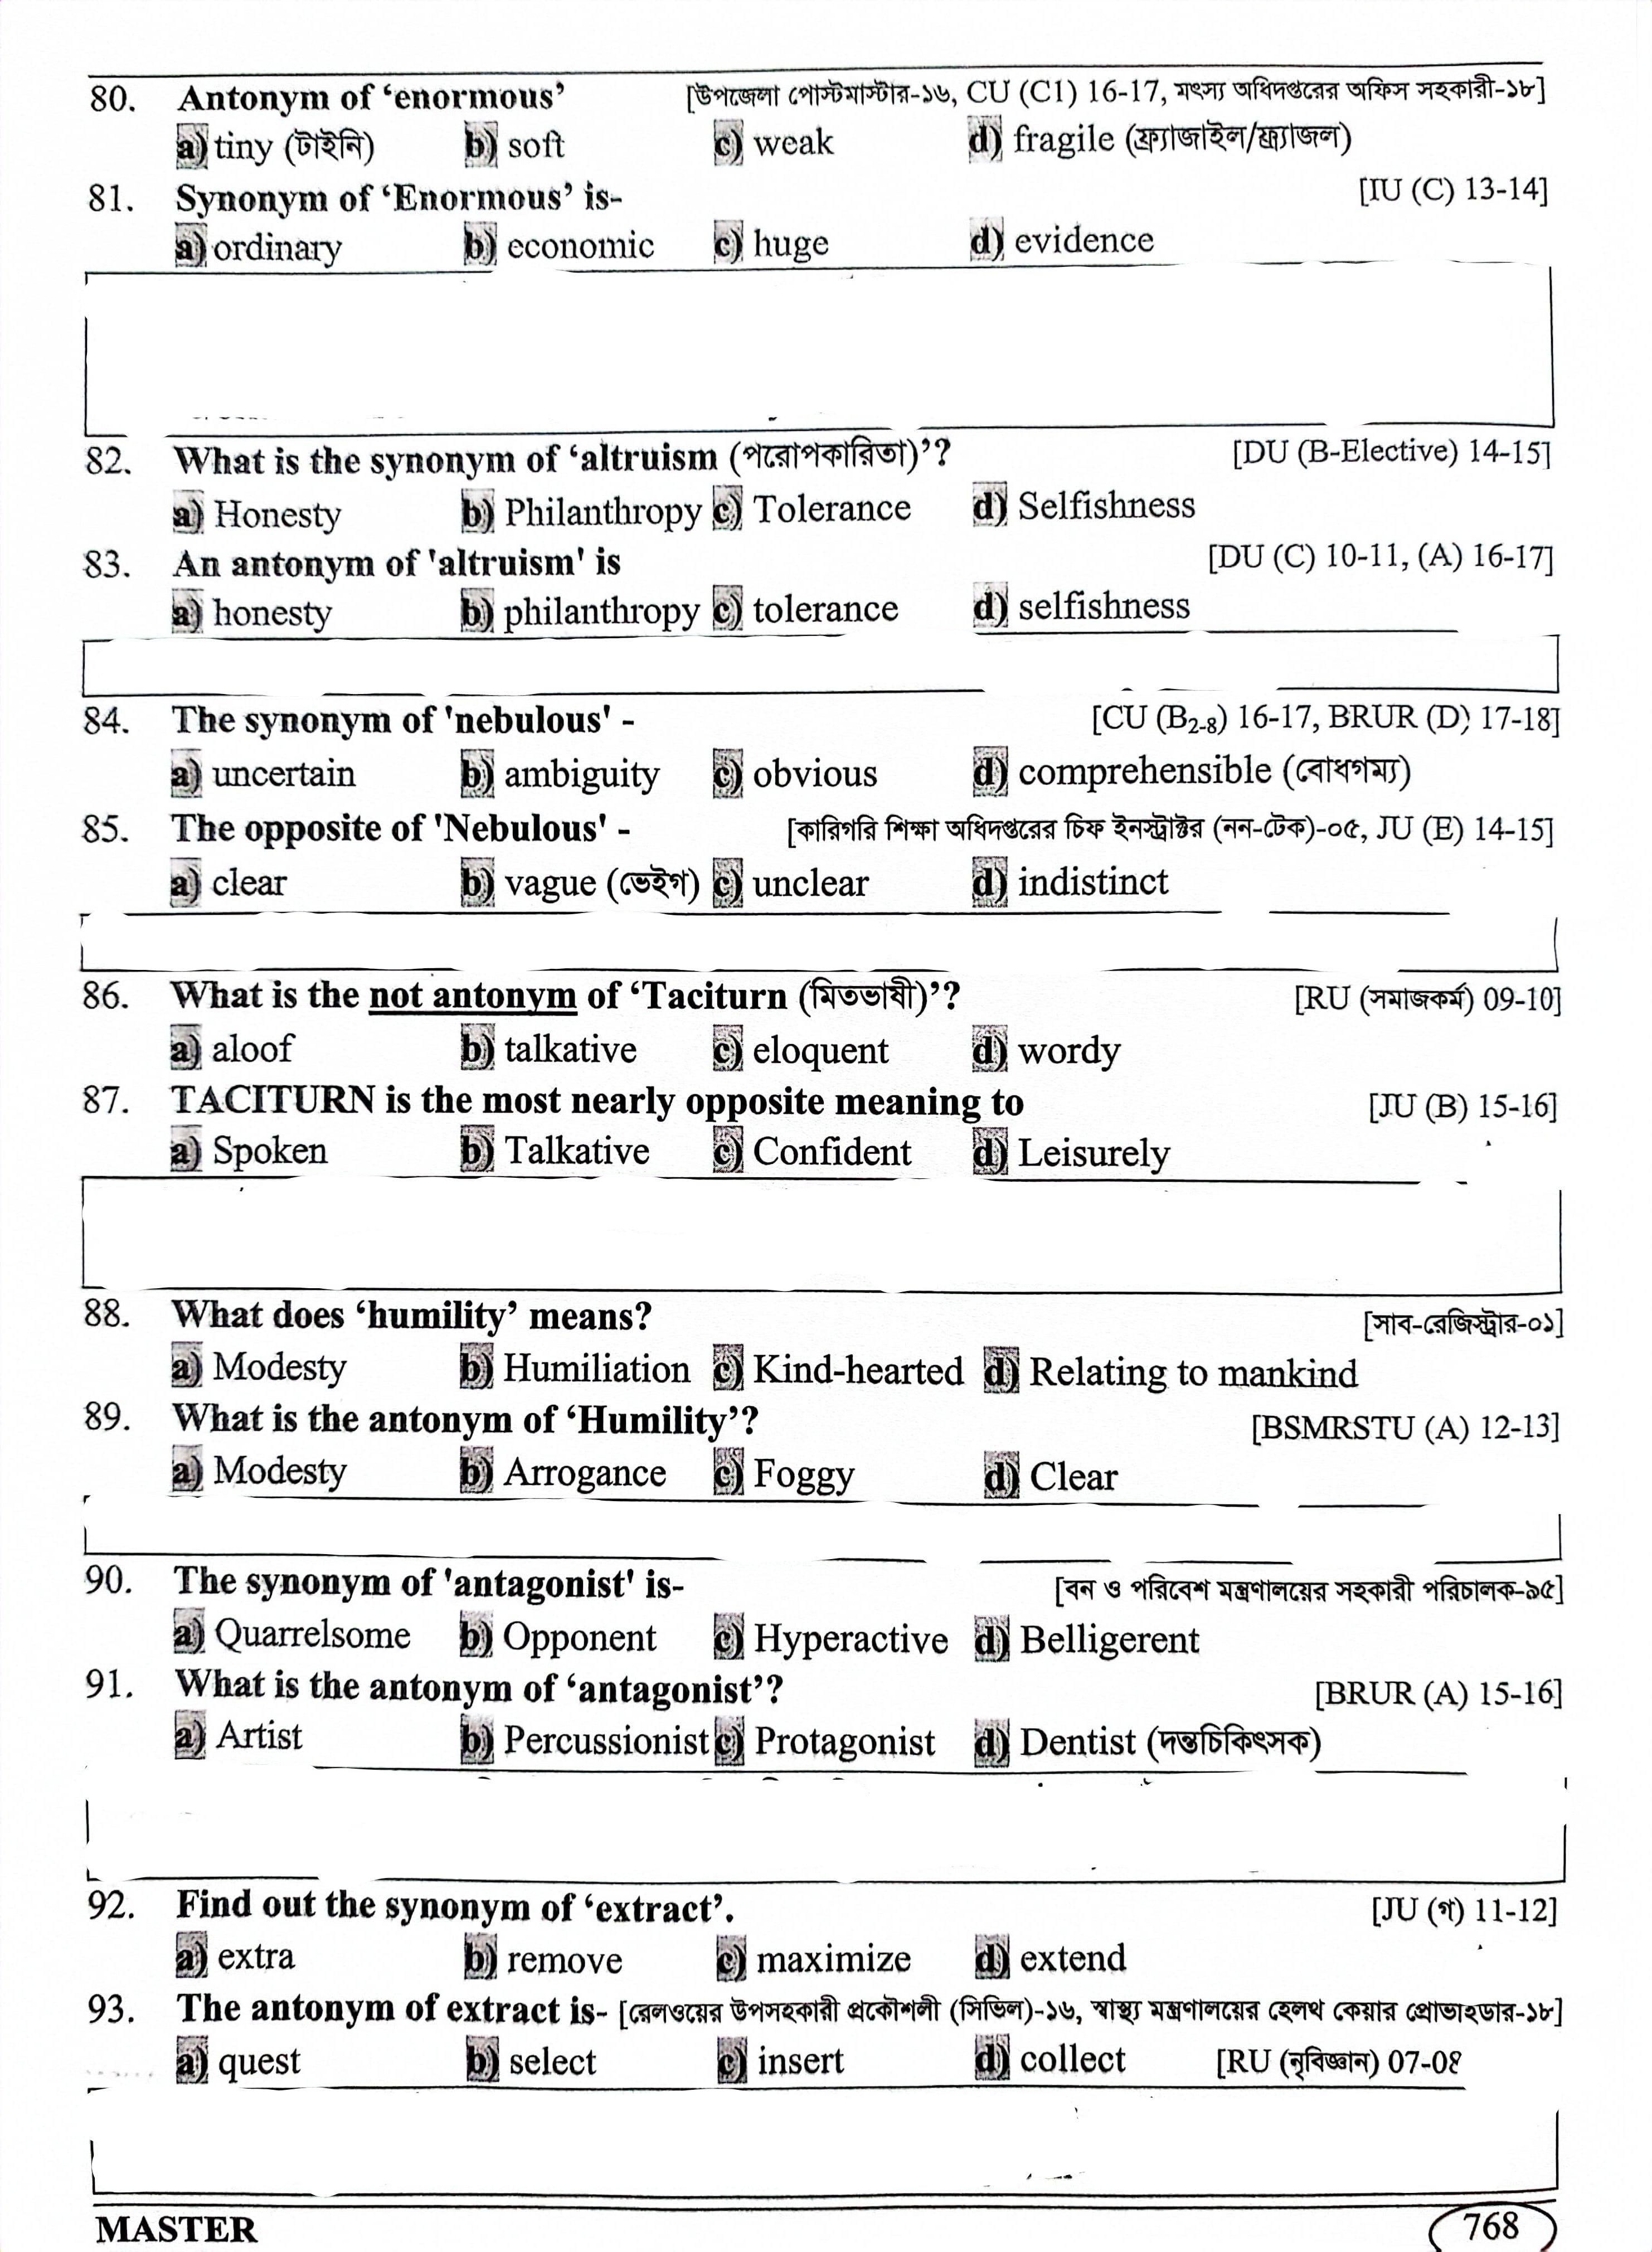 80. Antonym of ‘enormous’ [উপজেলা পোস্টমাস্টার-১৬, CU (C1) 16-17, মৎস্য অধিদপ্তরের অফিস সহকারী-১৮]
a) tiny (টাইনি) b) soft c) weak d) fragile (ফ্র্যাজাইল/ফ্র্যাজল)
81. Synonym of ‘Enormous’ is- [IU (C) 13-14]
a) ordinary b) economic c) huge d) evidence
82. What is the synonym of ‘altruism (পরোপকারিতা)’? [DU (B-Elective) 14-15]
a) Honesty b) Philanthropy c) Tolerance d) Selfishness
83. An antonym of 'altruism' is [DU (C) 10-11, (A) 16-17]
a) honesty b) philanthropy c) tolerance d) selfishness
84. The synonym of 'nebulous' - [CU (B2-8) 16-17, BRUR (D) 17-18]
a) uncertain b) ambiguity c) obvious d) comprehensible (বোধগম্য)
85. The opposite of 'Nebulous' - [কারিগরি শিক্ষা অধিদপ্তরের চিফ ইনস্ট্রাক্টর (নন-টেক)-০৫, JU (E) 14-15]
a) clear b) vague (ভেইগ) c) unclear d) indistinct
86. What is the not antonym of ‘Taciturn (মিতভাষী)’? [RU (সমাজকর্ম) 09-10]
a) aloof b) talkative c) eloquent d) wordy
87. TACITURN is the most nearly opposite meaning to [JU (B) 15-16]
a) Spoken b) Talkative c) Confident d) Leisurely
88. What does ‘humility’ means? [সাব-রেজিস্ট্রার-০১]
a) Modesty b) Humiliation c) Kind-hearted d) Relating to mankind
89. What is the antonym of ‘Humility’? [BSMRSTU (A) 12-13]
a) Modesty b) Arrogance c) Foggy d) Clear
90. The synonym of 'antagonist' is- [বন ও পরিবেশ মন্ত্রণালয়ের সহকারী পরিচালক-৯৫]
a) Quarrelsome b) Opponent c) Hyperactive d) Belligerent
91. What is the antonym of ‘antagonist’? [BRUR (A) 15-16]
a) Artist b) Percussionist c) Protagonist d) Dentist (দন্তচিকিৎসক)
92. Find out the synonym of ‘extract’. [JU (গ) 11-12]
a) extra b) remove c) maximize d) extend
93. The antonym of extract is- [রেলওয়ের উপসহকারী প্রকৌশলী (সিভিল)-১৬, স্বাস্থ্য মন্ত্রণালয়ের হেলথ কেয়ার প্রোভাইডার-১৮]
a) quest b) select c) insert d) collect [RU (নৃবিজ্ঞান) 07-08
MASTER 768